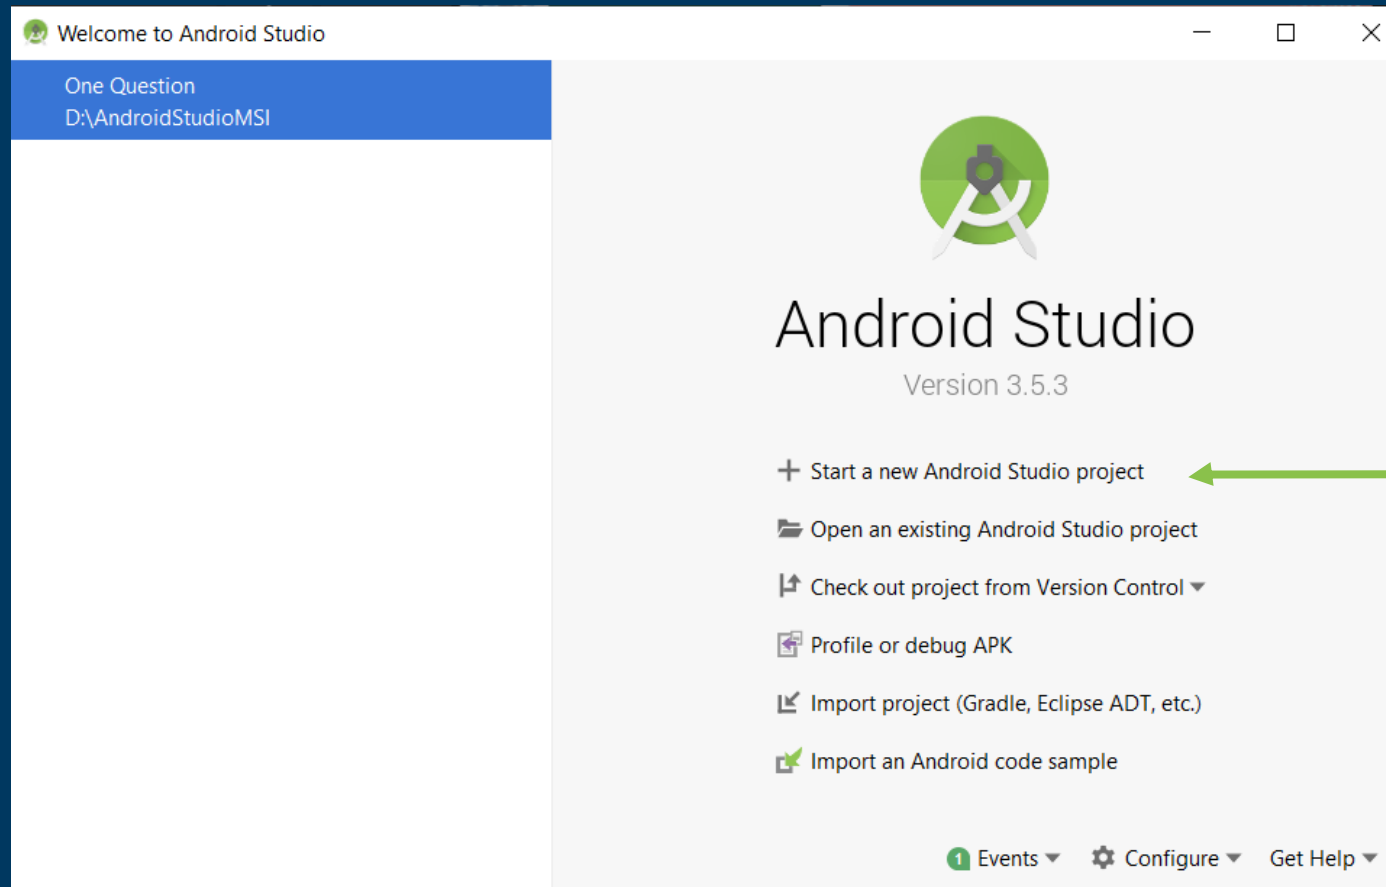 Welcome to Android Studio
One Question
D:\AndroidStudioMSI
Android Studio
Version 3.5.3
Start a new Android Studio project
Open an existing Android Studio project
Check out project from Version Control
Profile or debug APK
Import project (Gradle, Eclipse ADT, etc.)
Import an Android code sample
1 Events Configure Get Help